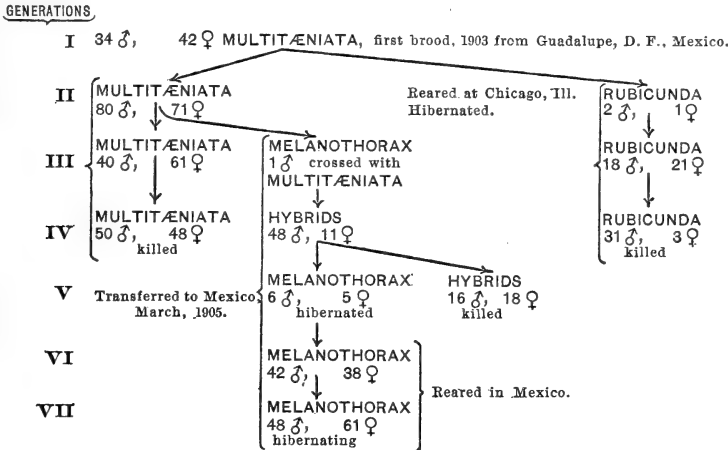 GENERATIONS
I 34 ♂, 42 ♀ MULTITÆNIATA, first brood, 1903 from Guadalupe, D. F., Mexico.
II MULTITÆNIATA
80 ♂, 71 ♀
Reared at Chicago, Ill.
Hibernated.
RUBICUNDA
2 ♂, 1 ♀
III MULTITÆNIATA
40 ♂, 61 ♀
MELANOTHORAX
1 ♂ crossed with
MULTITÆNIATA
RUBICUNDA
18 ♂, 21 ♀
IV MULTITÆNIATA
50 ♂, 48 ♀
killed
HYBRIDS
48 ♂, 11 ♀
RUBICUNDA
31 ♂, 3 ♀
killed
V Transferred to Mexico
March, 1905.
MELANOTHORAX
6 ♂, 5 ♀
hibernated
HYBRIDS
16 ♂, 18 ♀
killed
VI MELANOTHORAX
42 ♂, 38 ♀
Reared in Mexico.
VII MELANOTHORAX
48 ♂, 61 ♀
hibernating